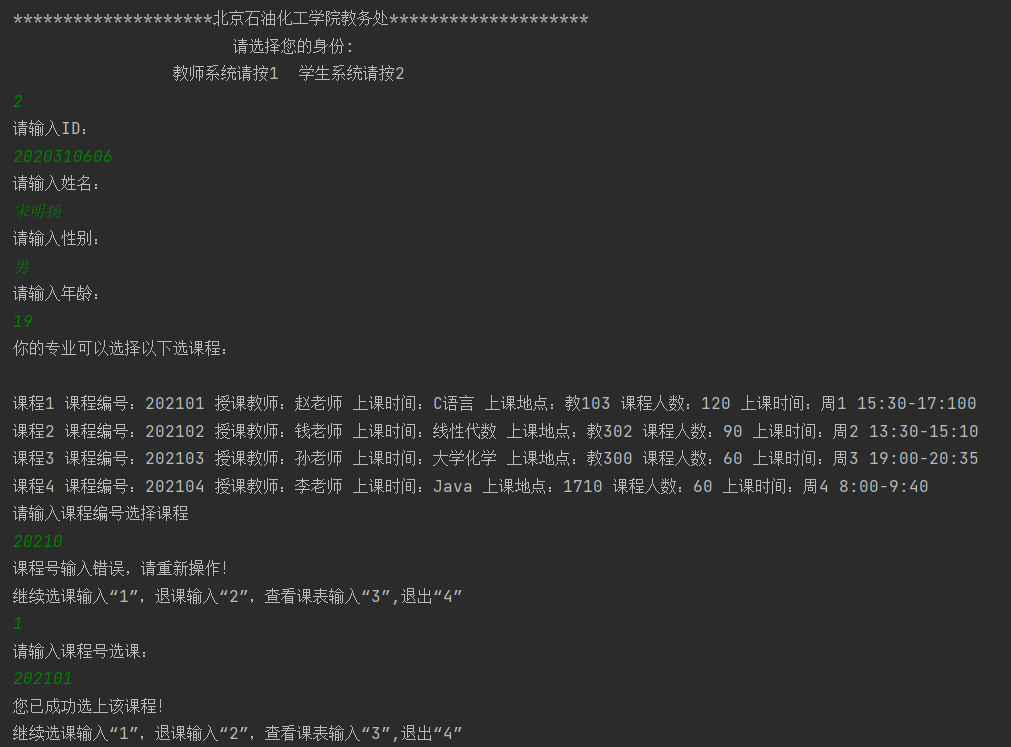 ********************北京石油化工学院教务处********************
请选择您的身份:
教师系统请按1  学生系统请按2
2
请输入ID:
2020310606
请输入姓名:
宋明扬
请输入性别:
男
请输入年龄:
19
你的专业可以选择以下选课程:
课程1 课程编号: 202101 授课教师: 赵老师 上课时间: C语言 上课地点: 教103 课程人数: 120 上课时间: 周1 15:30-17:100
课程2 课程编号: 202102 授课教师: 钱老师 上课时间: 线性代数 上课地点: 教302 课程人数: 90 上课时间: 周2 13:30-15:10
课程3 课程编号: 202103 授课教师: 孙老师 上课时间: 大学化学 上课地点: 教300 课程人数: 60 上课时间: 周3 19:00-20:35
课程4 课程编号: 202104 授课教师: 李老师 上课时间: Java 上课地点: 1710 课程人数: 60 上课时间: 周4 8:00-9:40
请输入课程编号选择课程
20210
课程号输入错误，请重新操作!
继续选课输入“1”，退课输入“2”，查看课表输入“3”,退出“4”
1
请输入课程号选课:
202101
您已成功选上该课程!
继续选课输入“1”，退课输入“2”，查看课表输入“3”,退出“4”